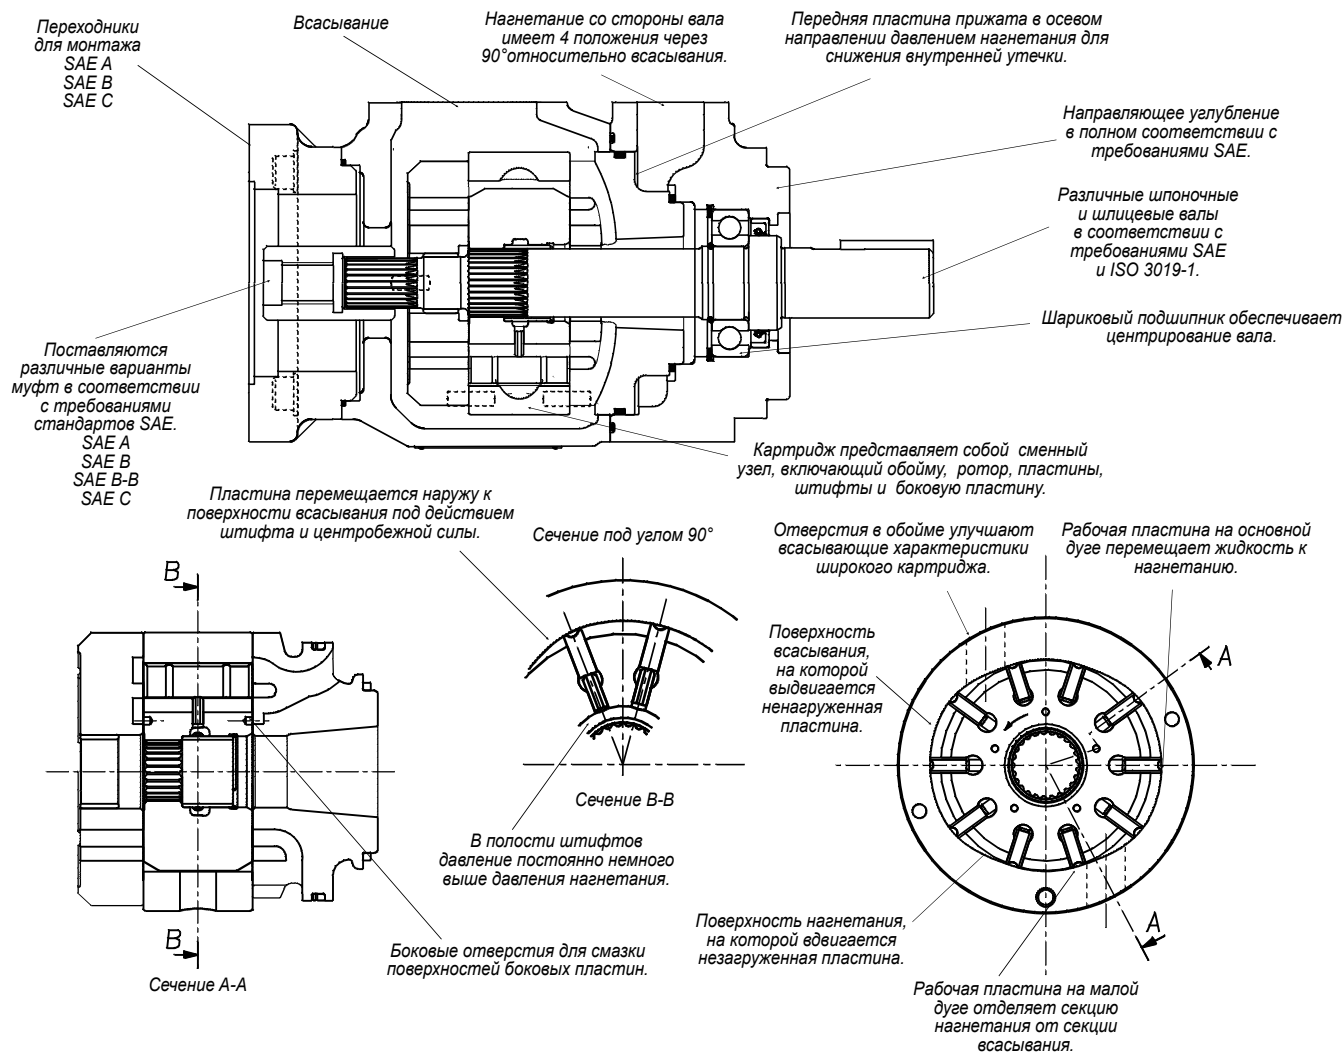 Переходники
для монтажа
SAE A
SAE B
SAE C
Всасывание
Нагнетание со стороны вала
имеет 4 положения через
90°относительно всасывания.
Передняя пластина прижата в осевом
направлении давлением нагнетания для
снижения внутренней утечки.
Направляющее углубление
в полном соответствии с
требованиями SAE.
Различные шпоночные
и шлицевые валы
в соответствии с
требованиями SAE
и ISO 3019-1.
Шариковый подшипник обеспечивает
центрирование вала.
Поставляются
различные варианты
муфт в соответствии
с требованиями
стандартов SAE.
SAE A
SAE B
SAE B-B
SAE C
Картридж представляет собой сменный
узел, включающий обойму, ротор, пластины,
штифты и боковую пластину.
Пластина перемещается наружу к
поверхности всасывания под действием
штифта и центробежной силы.
Сечение под углом 90°
Отверстия в обойме улучшают
всасывающие характеристики
широкого картриджа.
Рабочая пластина на основной
дуге перемещает жидкость к
нагнетанию.
B
Поверхность
всасывания,
на которой
выдвигается
ненагруженная
пластина.
A
Сечение B-B
В полости штифтов
давление постоянно немного
выше давления нагнетания.
B
Боковые отверстия для смазки
поверхностей боковых пластин.
Сечение А-А
Поверхность нагнетания,
на которой вдвигается
незагруженная пластина.
A
Рабочая пластина на малой
дуге отделяет секцию
нагнетания от секции
всасывания.